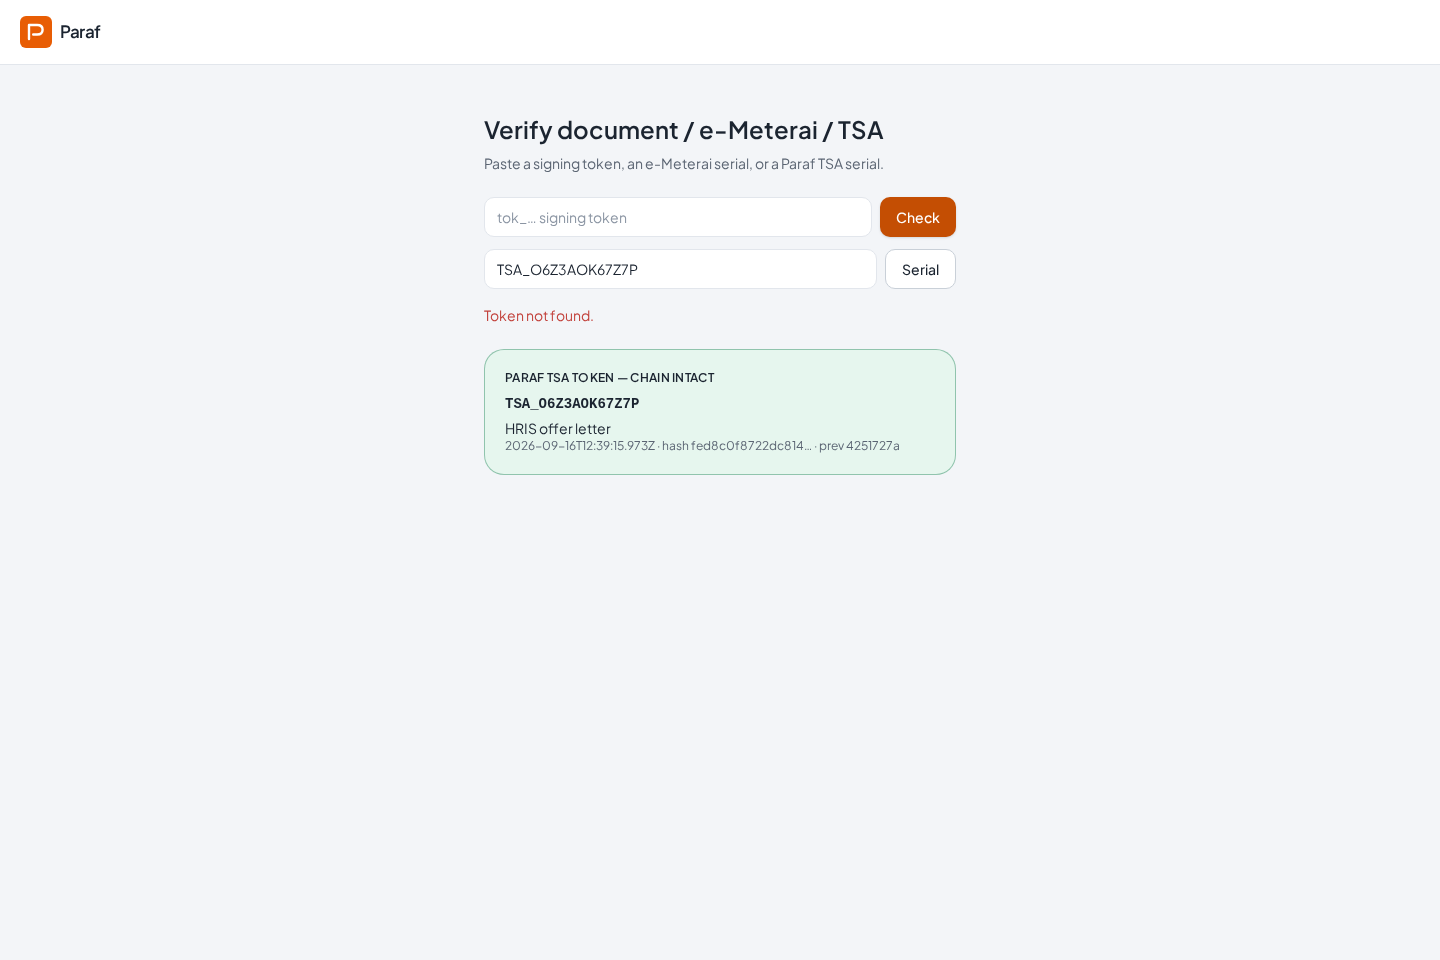 Paraf
Verify document / e-Meterai / TSA
Paste a signing token, an e-Meterai serial, or a Paraf TSA serial.
tok_… signing token
Check
TSA_O6Z3AOK67Z7P
Serial
Token not found.
PARAF TSA TOKEN — CHAIN INTACT
TSA_O6Z3AOK67Z7P
HRIS offer letter
2026-09-16T12:39:15.973Z · hash fed8c0f8722dc814… · prev 4251727a